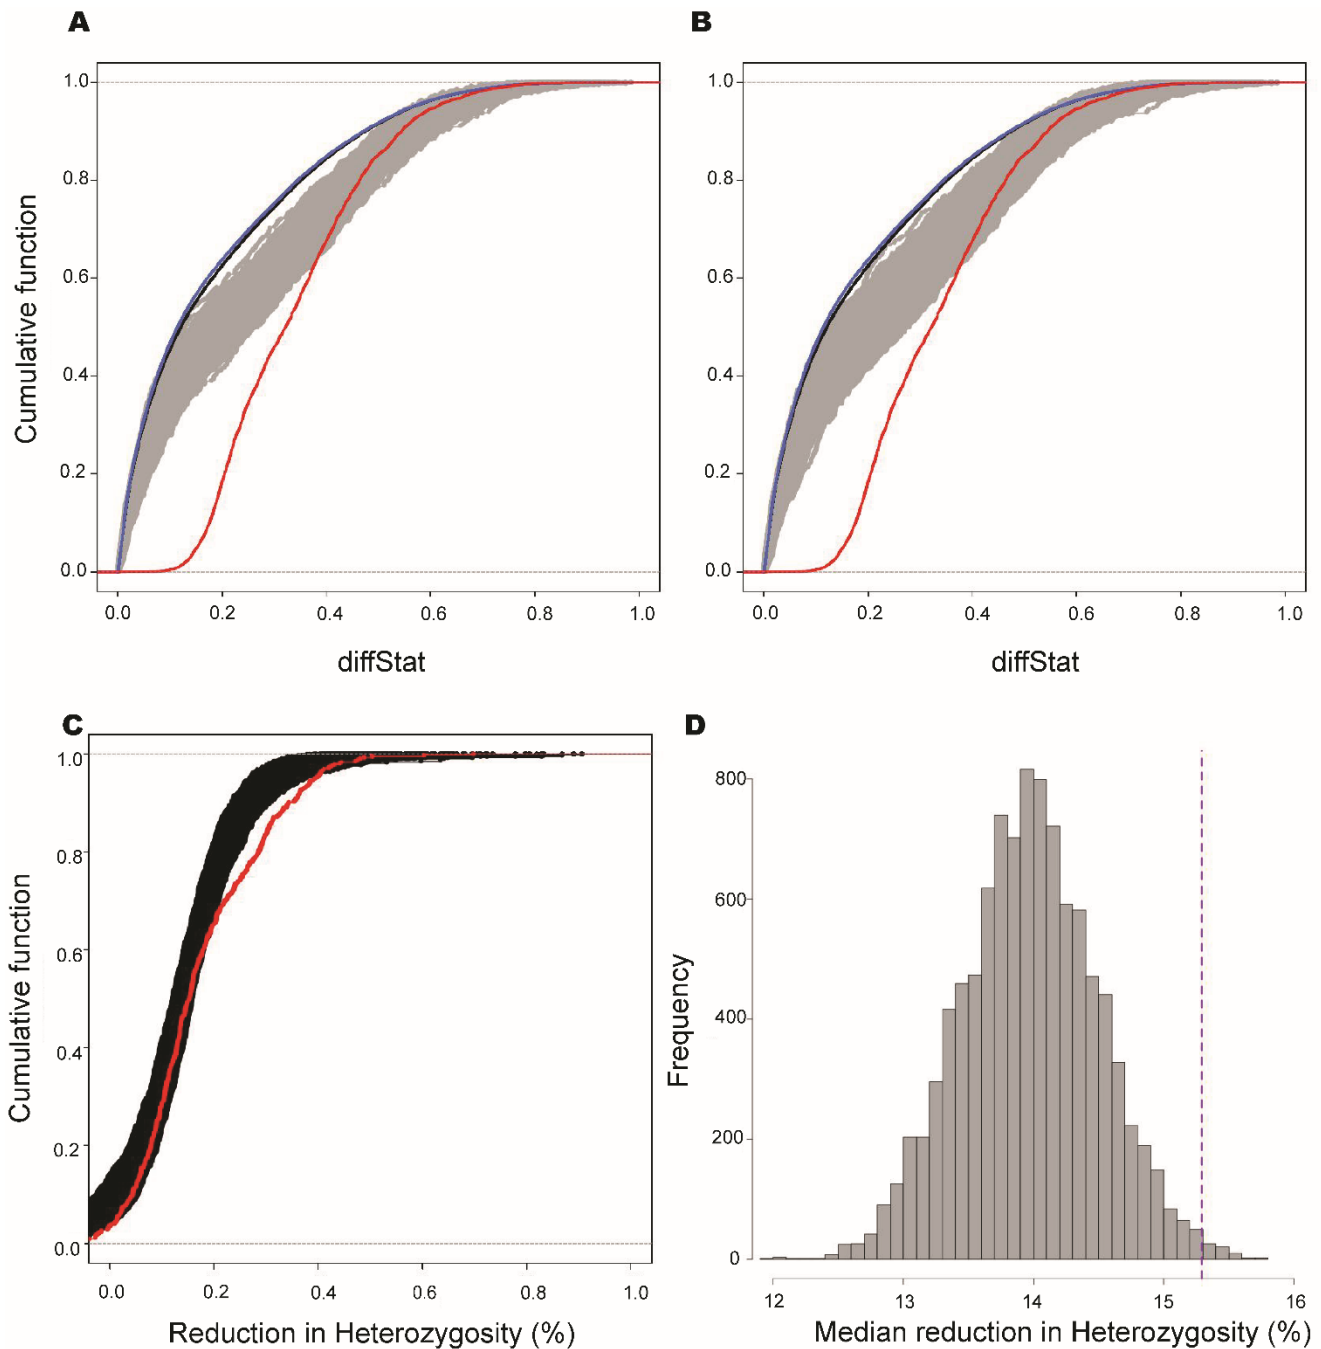 A
B
1.0
0.8
0.6
0.4
0.2
0.0
Cumulative function
0.0 0.2 0.4 0.6 0.8 1.0
diffStat
1.0
0.8
0.6
0.4
0.2
0.0
0.0 0.2 0.4 0.6 0.8 1.0
diffStat
C
1.0
0.8
0.6
0.4
0.2
0.0
Cumulative function
0.0 0.2 0.4 0.6 0.8 1.0
Reduction in Heterozygosity (%)
D
800
600
400
200
0
Frequency
12 13 14 15 16
Median reduction in Heterozygosity (%)